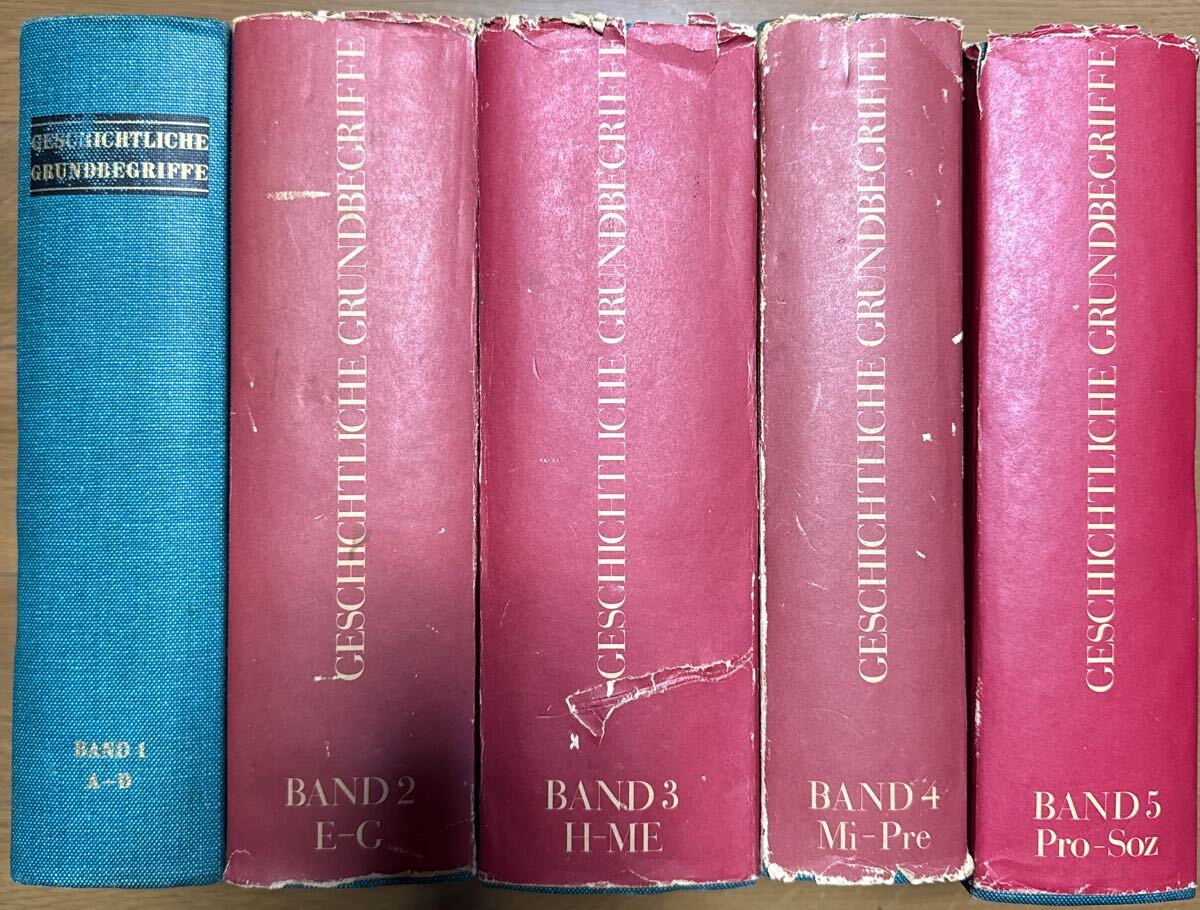 GESCHICHTLICHE
GRUNDBEGRIFFE
BAND 1
A–D
GESCHICHTLICHE GRUNDBEGRIFFE
BAND 2
E–G
GESCHICHTLICHE GRUNDBEGRIFFE
BAND 3
H–ME
GESCHICHTLICHE GRUNDBEGRIFFE
BAND 4
Mi–Pre
GESCHICHTLICHE GRUNDBEGRIFFE
BAND 5
Pro–Soz